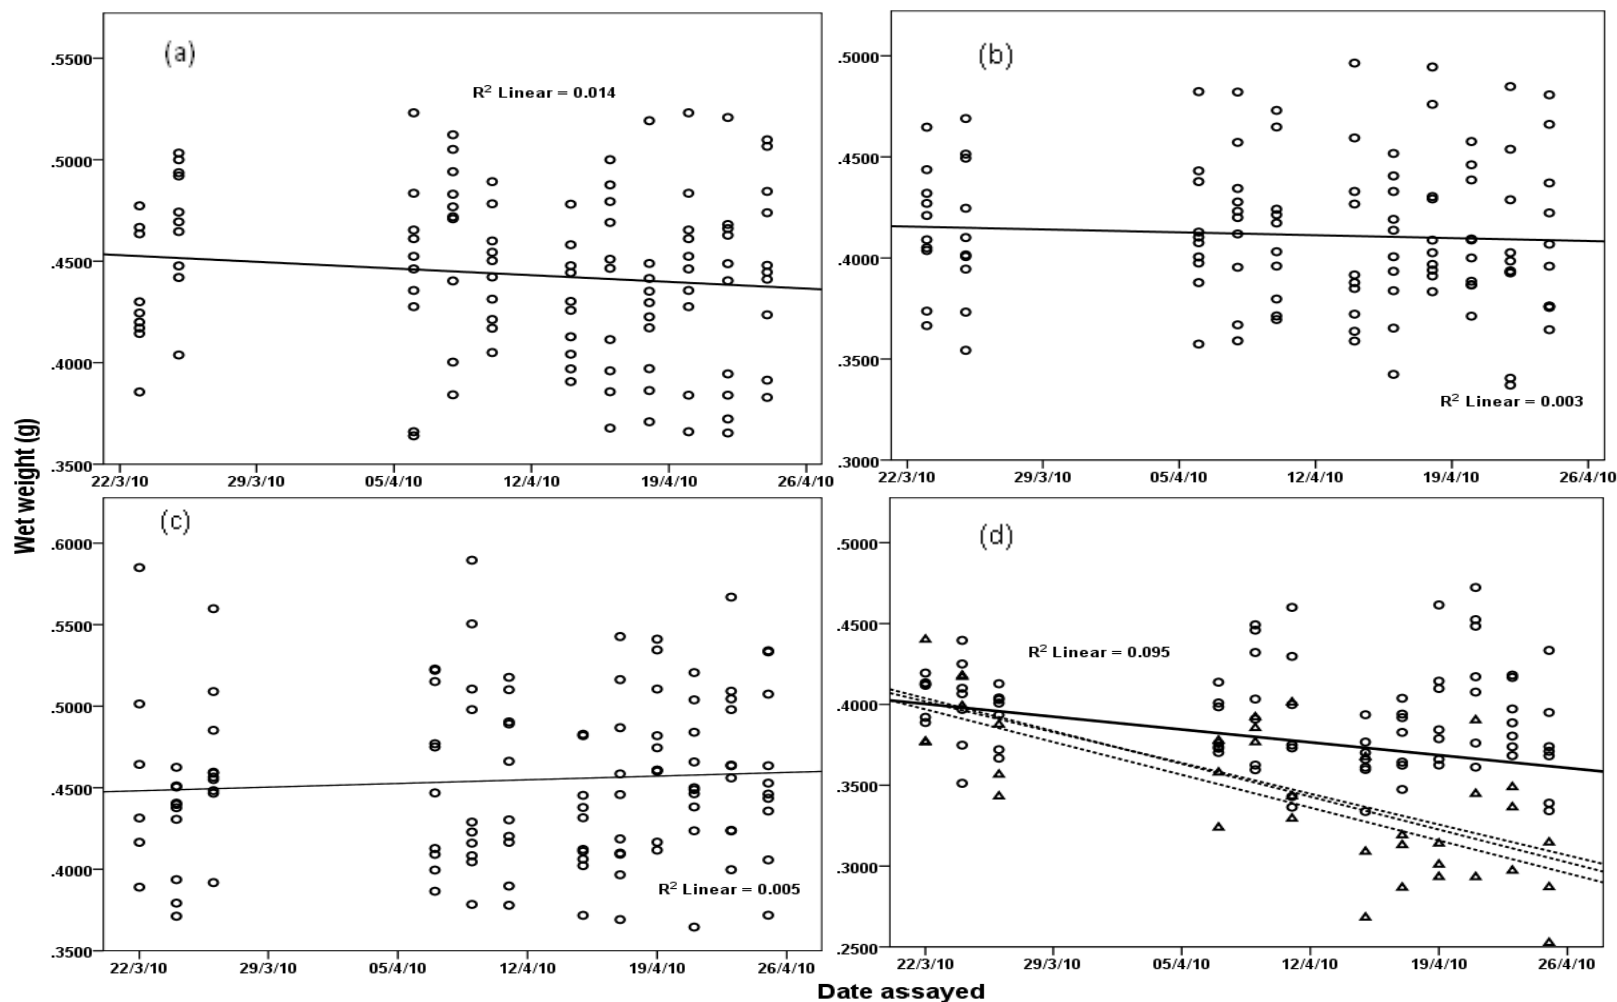 (a)
R² Linear = 0.014
.5500
.5000
.4500
.4000
.3500
22/3/10 29/3/10 05/4/10 12/4/10 19/4/10 26/4/10
(b)
.5000
.4500
.4000
.3500
.3000
R² Linear = 0.003
22/3/10 29/3/10 05/4/10 12/4/10 19/4/10 26/4/10
Wet weight (g)
(c)
.6000
.5500
.5000
.4500
.4000
.3500
R² Linear = 0.005
22/3/10 29/3/10 05/4/10 12/4/10 19/4/10 26/4/10
(d)
.5000
.4500
R² Linear = 0.095
.4000
.3500
.3000
.2500
22/3/10 29/3/10 05/4/10 12/4/10 19/4/10 26/4/10
Date assayed